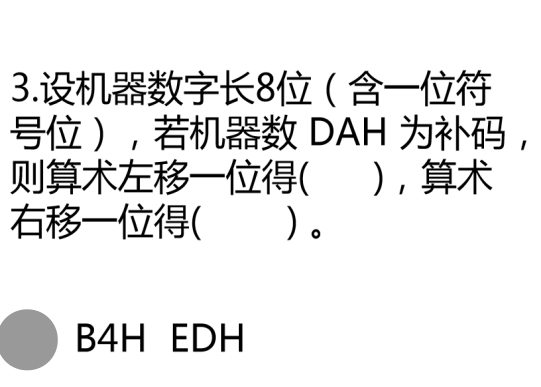 3.设机器数字长8位（含一位符
号位），若机器数 DAH 为补码，
则算术左移一位得(      )，算术
右移一位得(        )。
B4H  EDH